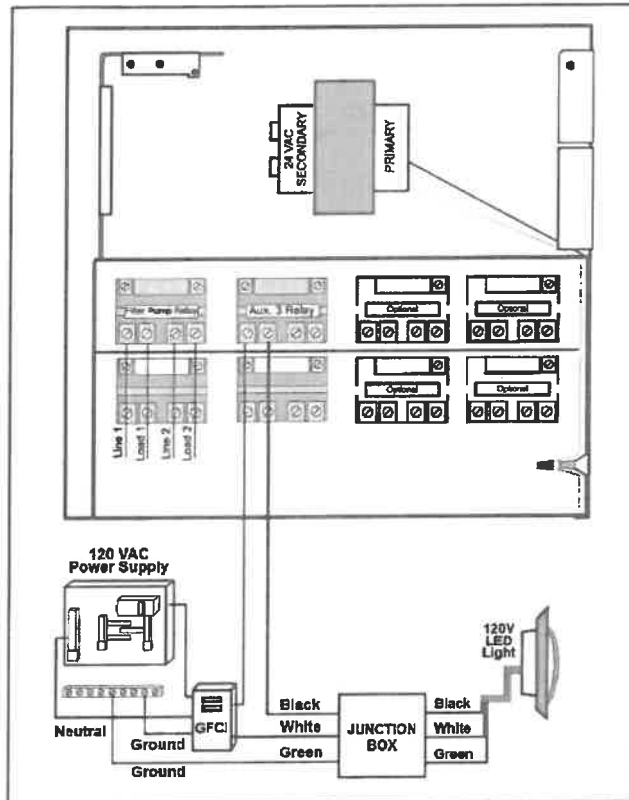 24 VAC
SECONDARY
PRIMARY
Filter Pump Relay
Aux. 3 Relay
Optional
Optional
Optional
Optional
Line 1
Load 1
Line 2
Load 2
120 VAC
Power Supply
120V
LED
Light
GFCI
Neutral
Ground
Ground
Black
White
Green
JUNCTION
BOX
Black
White
Green